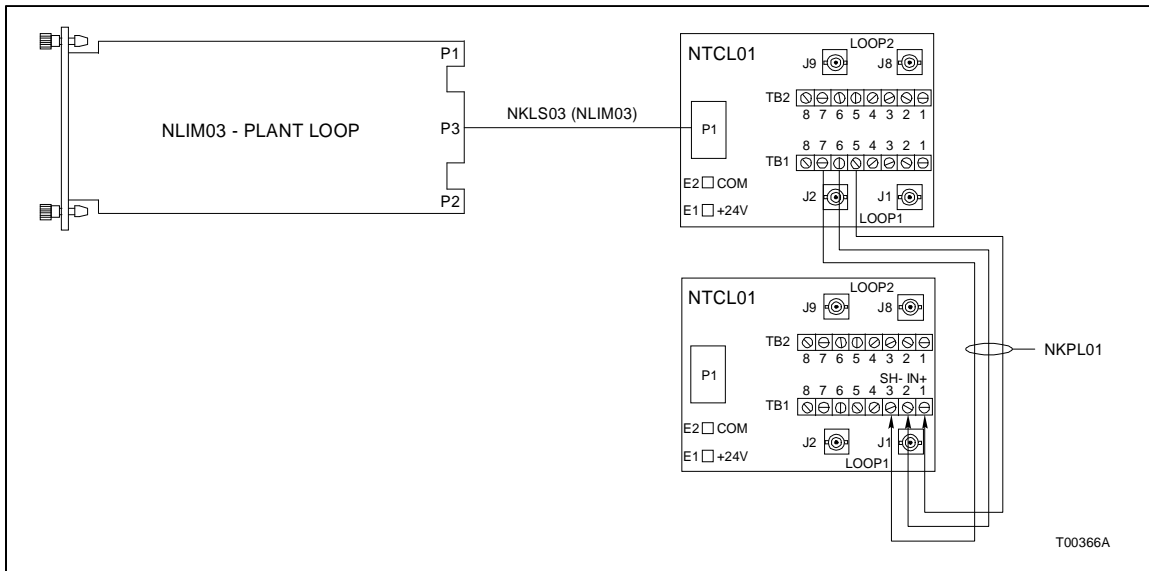 P1
NLIM03 - PLANT LOOP
P3
P2
NKLS03 (NLIM03)
NTCL01
LOOP2
J9
J8
TB2
8 7 6 5 4 3 2 1
P1
8 7 6 5 4 3 2 1
TB1
E2 COM
J2
J1
E1 +24V
LOOP1
NTCL01
LOOP2
J9
J8
TB2
8 7 6 5 4 3 2 1
P1
SH- IN+
8 7 6 5 4 3 2 1
TB1
E2 COM
J2
J1
E1 +24V
LOOP1
NKPL01
T00366A